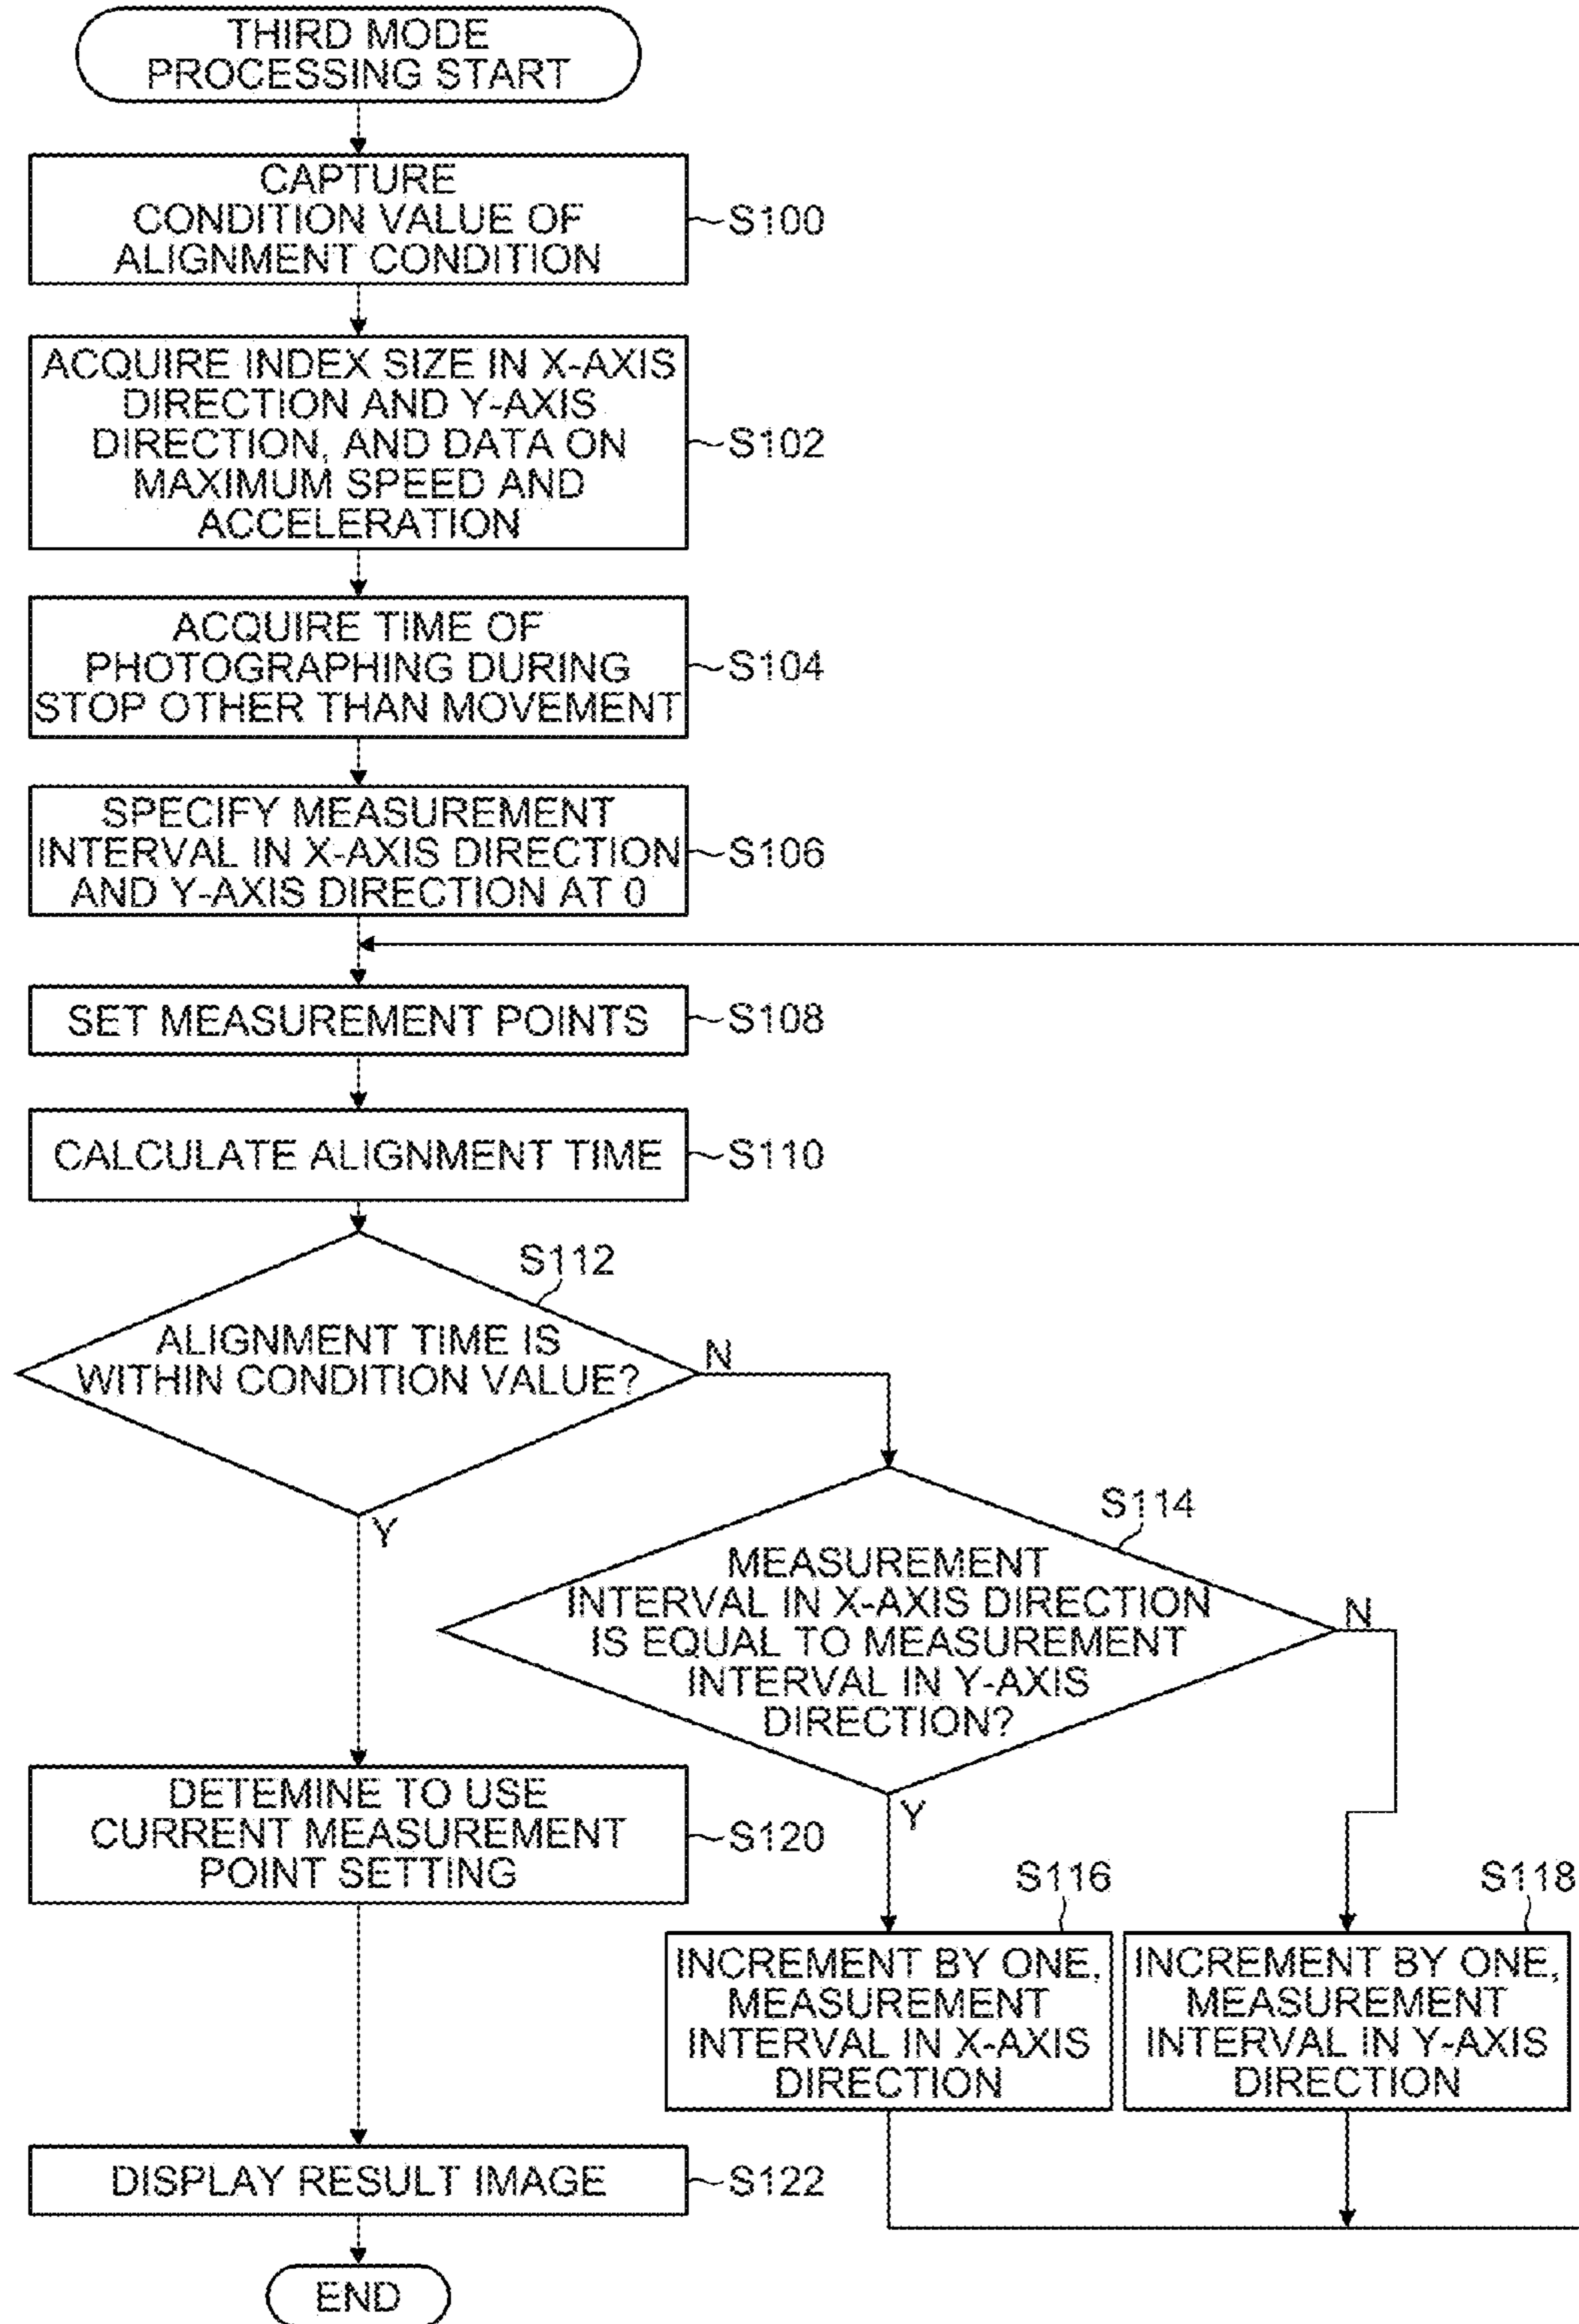 THIRD MODE
PROCESSING START
CAPTURE
CONDITION VALUE OF
ALIGNMENT CONDITION
S100
ACQUIRE INDEX SIZE IN X-AXIS
DIRECTION AND Y-AXIS
DIRECTION, AND DATA ON
MAXIMUM SPEED AND
ACCELERATION
S102
ACQUIRE TIME OF
PHOTOGRAPHING DURING
STOP OTHER THAN MOVEMENT
S104
SPECIFY MEASUREMENT
INTERVAL IN X-AXIS DIRECTION
AND Y-AXIS DIRECTION AT 0
S106
SET MEASUREMENT POINTS
S108
CALCULATE ALIGNMENT TIME
S110
S112
ALIGNMENT TIME IS
WITHIN CONDITION VALUE?
N
Y
S114
MEASUREMENT
INTERVAL IN X-AXIS DIRECTION
IS EQUAL TO MEASUREMENT
INTERVAL IN Y-AXIS
DIRECTION?
N
Y
DETEMINE TO USE
CURRENT MEASUREMENT
POINT SETTING
S120
S116
INCREMENT BY ONE,
MEASUREMENT
INTERVAL IN X-AXIS
DIRECTION
S118
INCREMENT BY ONE,
MEASUREMENT
INTERVAL IN Y-AXIS
DIRECTION
DISPLAY RESULT IMAGE
S122
END